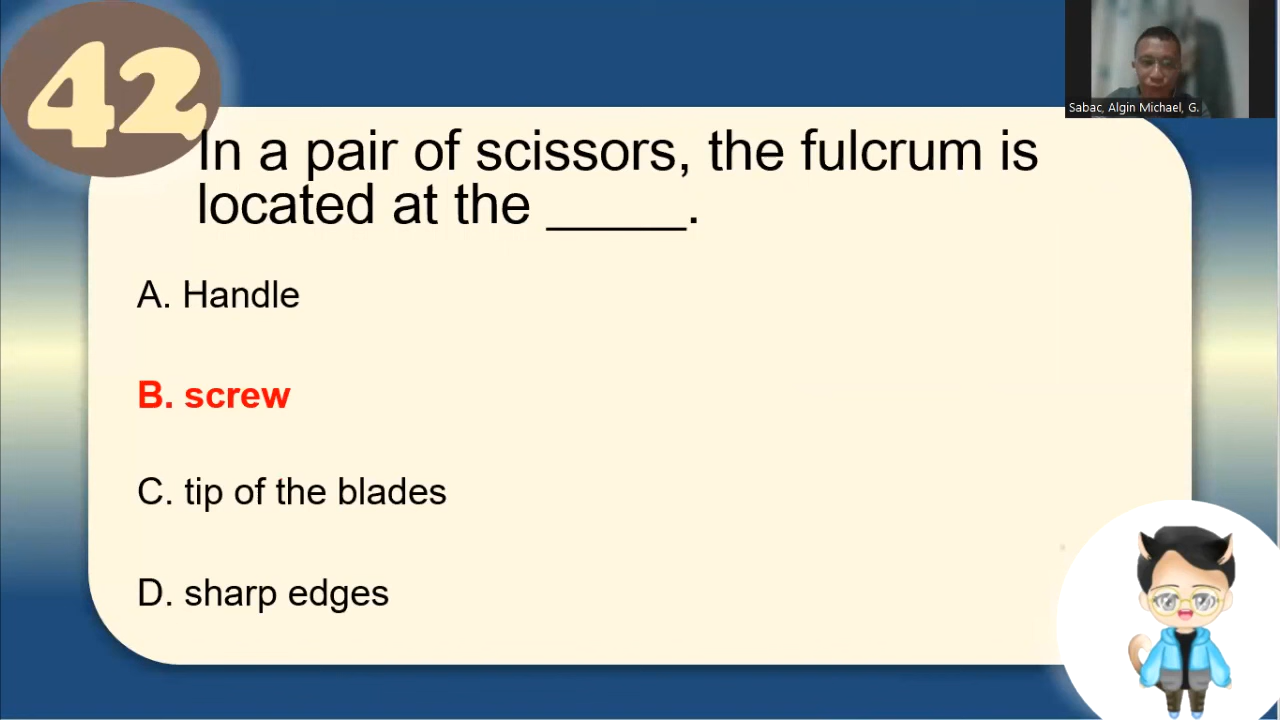 42
Sabac, Algin Michael, G.
In a pair of scissors, the fulcrum is
located at the _____.
A. Handle
B. screw
C. tip of the blades
D. sharp edges